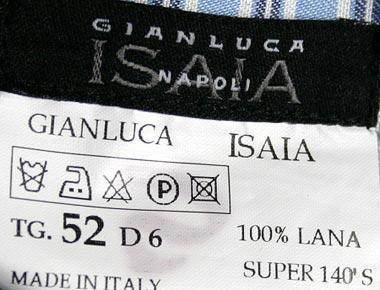 GIANLUCA
ISAIA
NAPOLI
GIANLUCA ISAIA
P
TG. 52 D 6 100% LANA
MADE IN ITALY SUPER 140'S